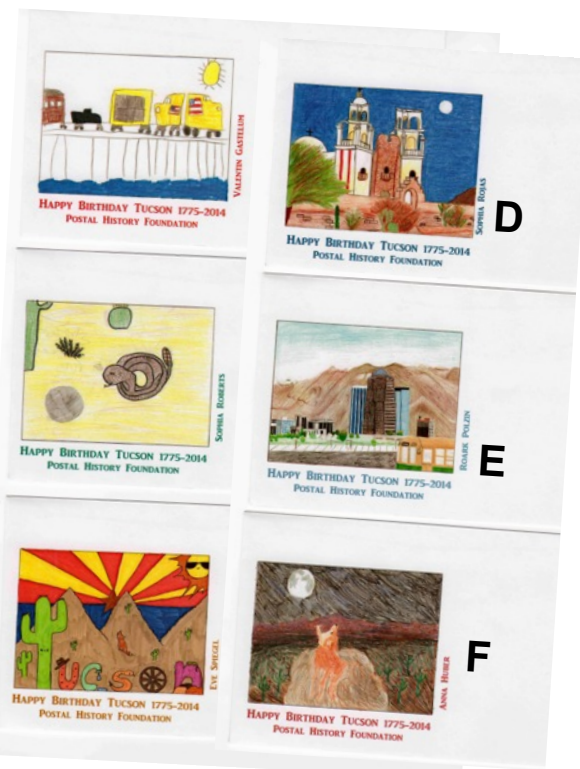 VALENTIN GASTELUM
HAPPY BIRTHDAY TUCSON 1775-2014
POSTAL HISTORY FOUNDATION
SOPHIA ROJAS
D
HAPPY BIRTHDAY TUCSON 1775-2014
POSTAL HISTORY FOUNDATION
SOPHIA ROBERTS
HAPPY BIRTHDAY TUCSON 1775-2014
POSTAL HISTORY FOUNDATION
ROARK POLZIN
E
HAPPY BIRTHDAY TUCSON 1775-2014
POSTAL HISTORY FOUNDATION
TUCSON
EVE SPIEGEL
HAPPY BIRTHDAY TUCSON 1775-2014
POSTAL HISTORY FOUNDATION
ANNA HUBER
F
HAPPY BIRTHDAY TUCSON 1775-2014
POSTAL HISTORY FOUNDATION